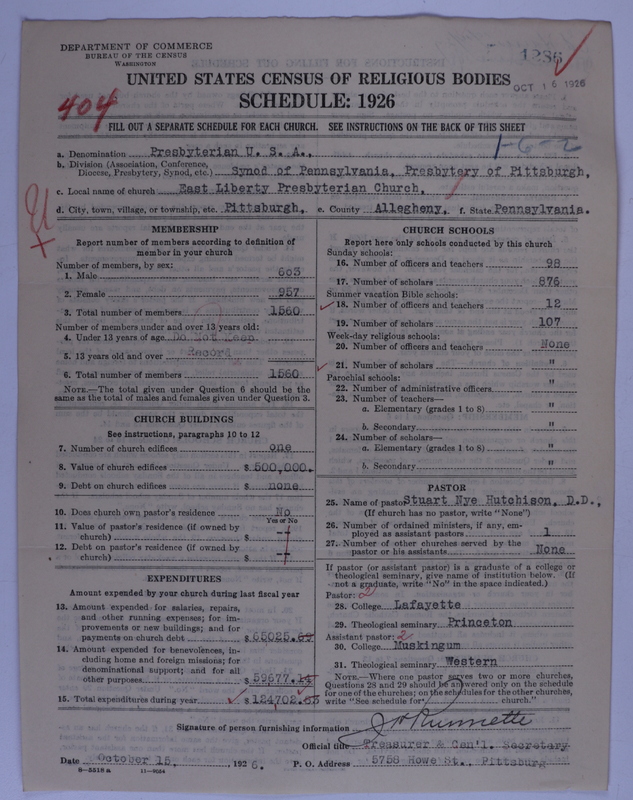 DEPARTMENT OF COMMERCE
BUREAU OF THE CENSUS
WASHINGTON
1286
UNITED STATES CENSUS OF RELIGIOUS BODIES
OCT 16 1926
SCHEDULE: 1926
404
FILL OUT A SEPARATE SCHEDULE FOR EACH CHURCH. SEE INSTRUCTIONS ON THE BACK OF THIS SHEET
1-6-2
a. Denomination Presbyterian U. S. A.,
b. Division (Association, Conference, Diocese, Presbytery, Synod, etc.) Synod of Pennsylvania, Presbytery of Pittsburgh,
c. Local name of church East Liberty Presbyterian Church,
d. City, town, village, or township, etc. Pittsburgh, e. County Allegheny, f. State Pennsylvania.
MEMBERSHIP
Report number of members according to definition of
member in your church
Number of members, by sex:
1. Male 603
2. Female 957
3. Total number of members 1560
Number of members under and over 13 years old:
4. Under 13 years of age Do Not Keep
5. 13 years old and over Record
6. Total number of members 1560
NOTE.—The total given under Question 6 should be the
same as the total of males and females given under Question 3.
CHURCH BUILDINGS
See instructions, paragraphs 10 to 12
7. Number of church edifices one
8. Value of church edifices $ 500,000.
9. Debt on church edifices $ none
10. Does church own pastor's residence No
Yes or No
11. Value of pastor's residence (if owned by
church) $ --
12. Debt on pastor's residence (if owned by
church) $ --
EXPENDITURES
Amount expended by your church during last fiscal year
13. Amount expended for salaries, repairs,
and other running expenses; for im-
provements or new buildings; and for
payments on church debt $ 65025.
14. Amount expended for benevolences, in-
cluding home and foreign missions; for
denominational support; and for all
other purposes $ 59677.
15. Total expenditures during year $ 124702.
CHURCH SCHOOLS
Report here only schools conducted by this church
Sunday schools:
16. Number of officers and teachers 98
17. Number of scholars 876
Summer vacation Bible schools:
18. Number of officers and teachers 12
19. Number of scholars 107
Week-day religious schools:
20. Number of officers and teachers None
21. Number of scholars "
Parochial schools:
22. Number of administrative officers "
23. Number of teachers—
a. Elementary (grades 1 to 8) "
b. Secondary "
24. Number of scholars—
a. Elementary (grades 1 to 8) "
b. Secondary "
PASTOR
25. Name of pastor Stuart Nye Hutchison, D.D.,
(If church has no pastor, write "None")
26. Number of ordained ministers, if any, em-
ployed as assistant pastors 1
27. Number of other churches served by the
pastor or his assistants None
If pastor (or assistant pastor) is a graduate of a college or
theological seminary, give name of institution below. (If
not a graduate, write "No" in the space indicated.)
Pastor: 2
28. College Lafayette
29. Theological seminary Princeton
Assistant pastor: 2
30. College Muskingum
31. Theological seminary Western
NOTE.—Where one pastor serves two or more churches,
Questions 28 and 29 should be answered only on the schedule
for one of the churches; on the schedules for the other churches,
write "See schedule for church."
Signature of person furnishing information
Official title Treasurer & Gen'l. Secretary
Date October 15, 1926. P. O. Address 5758 Howe St., Pittsburg
8—5518 a 11—9654